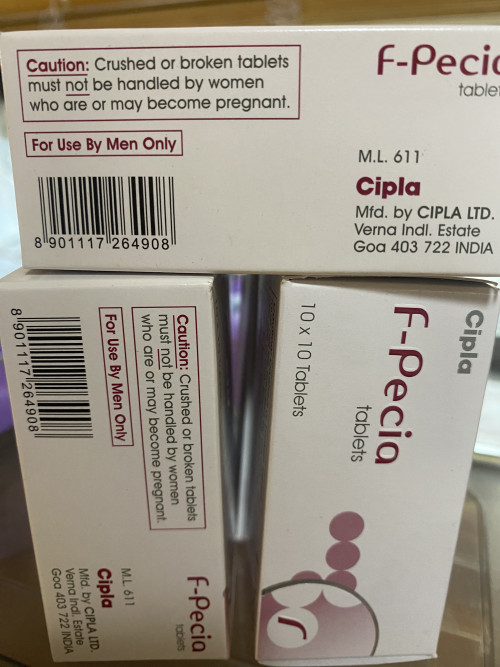 Caution: Crushed or broken tablets
must not be handled by women
who are or may become pregnant.
For Use By Men Only
8 901117 264908
F-Pecia
tablets
M.L. 611
Cipla
Mfd. by CIPLA LTD.
Verna Indl. Estate
Goa 403 722 INDIA
Caution: Crushed or broken tablets
must not be handled by women
who are or may become pregnant.
For Use By Men Only
8 901117 264908
F-Pecia
tablets
M.L. 611
Cipla
Mfd. by CIPLA LTD.
Verna Indl. Estate
Goa 403 722 INDIA
Cipla
F-Pecia
tablets
10 x 10 Tablets